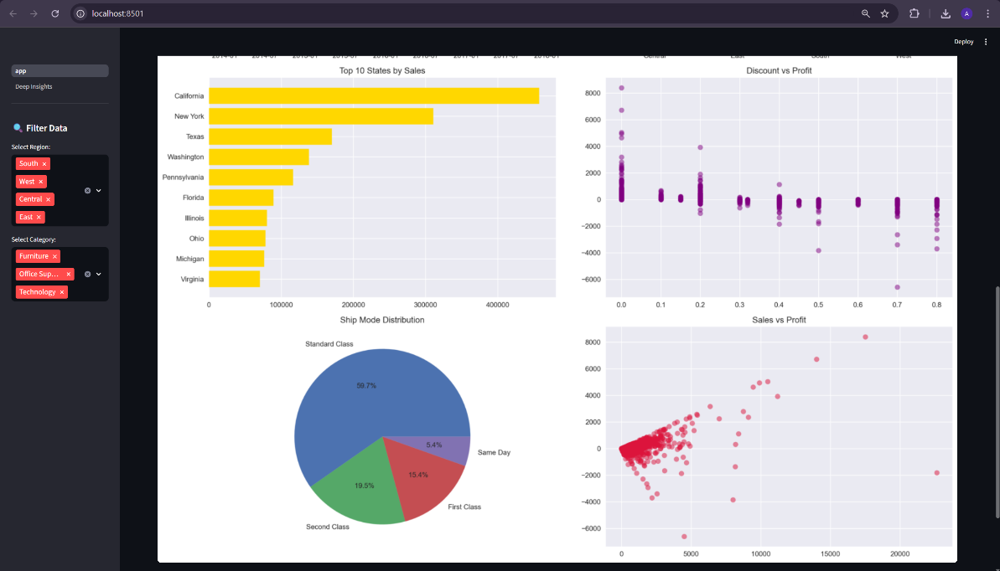 localhost:8501
A
Deploy
app
Deep Insights
Filter Data
Select Region:
South ×
West ×
Central ×
East ×
Select Category:
Furniture ×
Office Sup... ×
Technology ×
Central East South West
Top 10 States by Sales
California
New York
Texas
Washington
Pennsylvania
Florida
Illinois
Ohio
Michigan
Virginia
0 100000 200000 300000 400000
Discount vs Profit
8000
6000
4000
2000
0
−2000
−4000
−6000
0.0 0.1 0.2 0.3 0.4 0.5 0.6 0.7 0.8
Ship Mode Distribution
Standard Class
59.7%
5.4%
Same Day
15.4%
19.5%
First Class
Second Class
Sales vs Profit
8000
6000
4000
2000
0
−2000
−4000
−6000
0 5000 10000 15000 20000